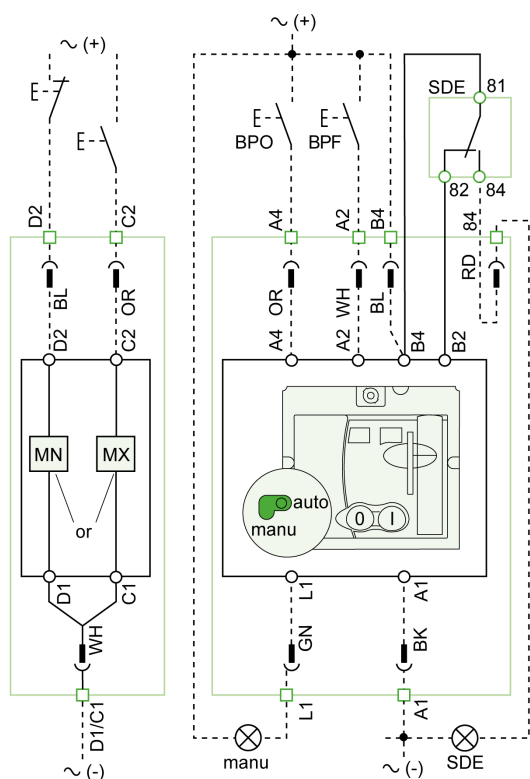 ∼ (+)
∼ (+)
SDE
81
BPO
BPF
82
84
D2
C2
A4
A2
B4
84
BL
OR
OR
WH
BL
RD
D2
C2
A4
A2
B4
B2
MN
MX
or
auto
manu
0
I
D1
C1
L1
A1
WH
GN
BK
D1/C1
L1
A1
manu
SDE
∼ (-)
∼ (-)